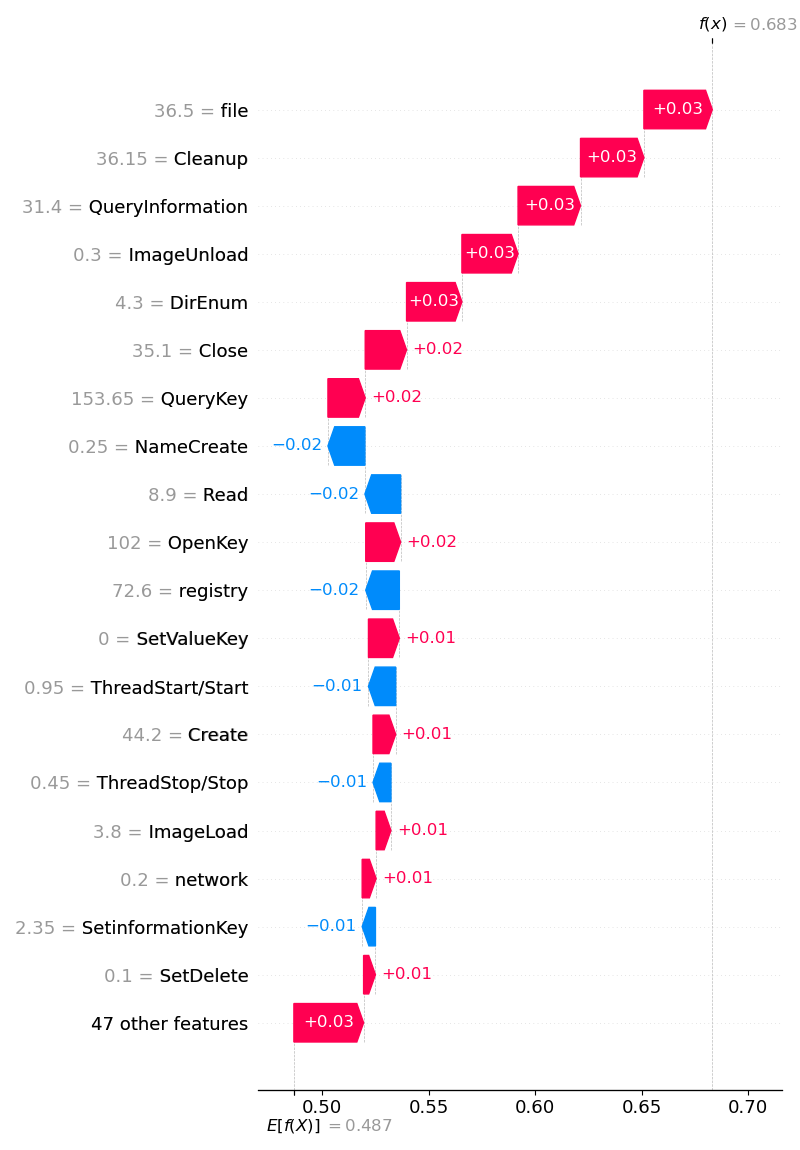 f(x) = 0.683
36.5 = file +0.03
36.15 = Cleanup +0.03
31.4 = QueryInformation +0.03
0.3 = ImageUnload +0.03
4.3 = DirEnum +0.03
35.1 = Close +0.02
153.65 = QueryKey +0.02
0.25 = NameCreate −0.02
8.9 = Read −0.02
102 = OpenKey +0.02
72.6 = registry −0.02
0 = SetValueKey +0.01
0.95 = ThreadStart/Start −0.01
44.2 = Create +0.01
0.45 = ThreadStop/Stop −0.01
3.8 = ImageLoad +0.01
0.2 = network +0.01
2.35 = SetinformationKey −0.01
0.1 = SetDelete +0.01
47 other features +0.03
0.50 0.55 0.60 0.65 0.70
E[f(X)] = 0.487